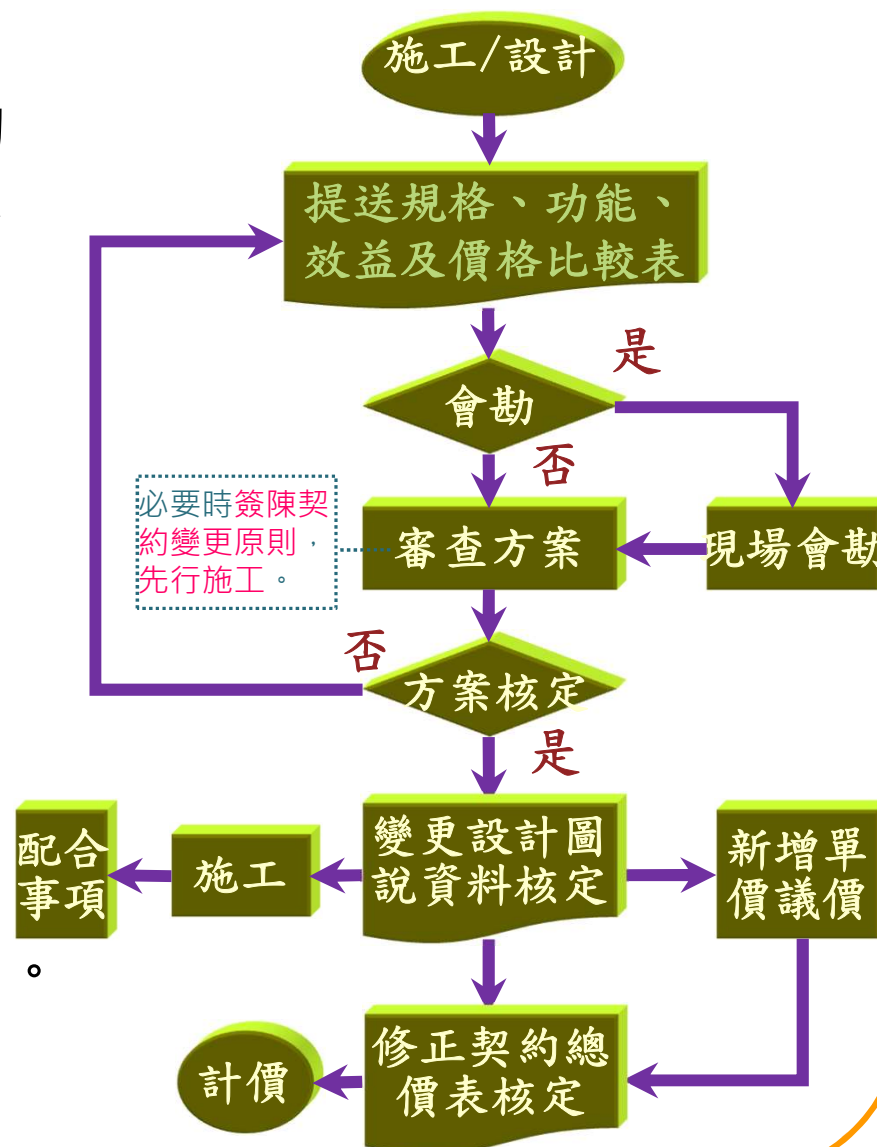 施工/設計
提送規格、功能、
效益及價格比較表
是
會勘
否
必要時簽陳契
約變更原則，
先行施工。
審查方案
現場會勘
否
方案核定
是
配合
事項
施工
變更設計圖
說資料核定
新增單
價議價
。
計價
修正契約總
價表核定